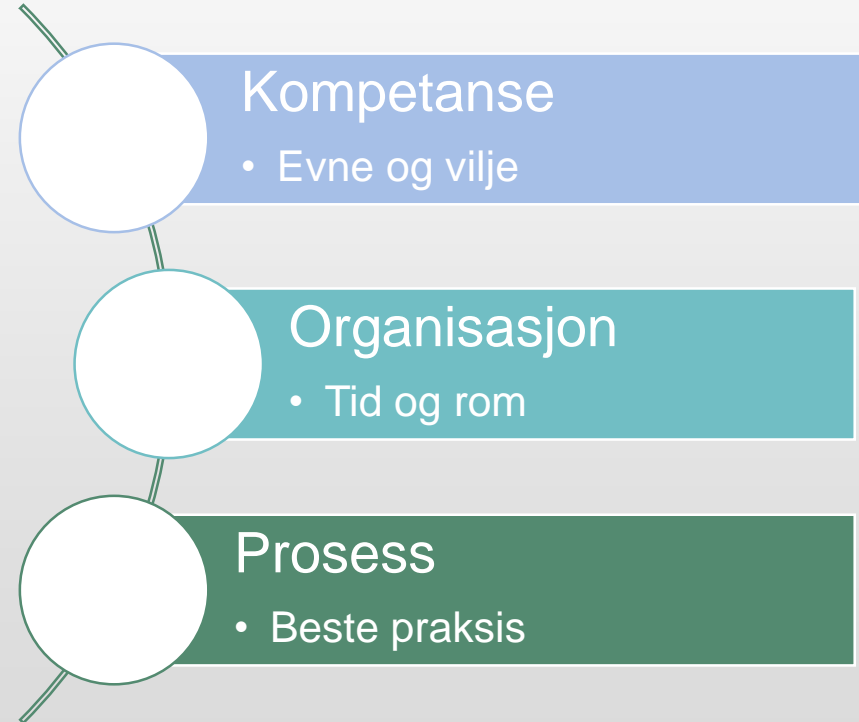 Kompetanse
• Evne og vilje
Organisasjon
• Tid og rom
Prosess
• Beste praksis